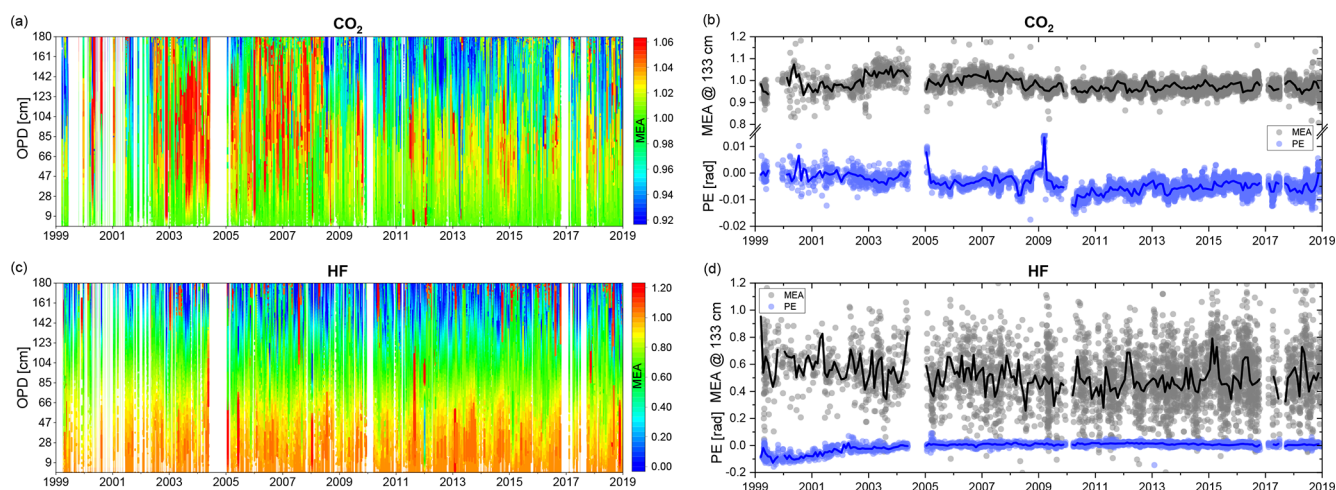 (a)
CO2
OPD [cm]
180
161
142
123
104
85
66
47
28
9
1999 2001 2003 2005 2007 2009 2011 2013 2015 2017 2019
1.06
1.04
1.02
1.00
0.98
0.96
0.94
0.92
MEA
(b)
CO2
MEA @ 133 cm
1.2
1.1
1.0
0.9
0.8
MEA
PE
PE [rad]
0.01
0.00
-0.01
-0.02
1999 2001 2003 2005 2007 2009 2011 2013 2015 2017 2019
(c)
HF
OPD [cm]
180
161
142
123
104
85
66
47
28
9
1999 2001 2003 2005 2007 2009 2011 2013 2015 2017 2019
1.20
1.00
0.80
0.60
0.40
0.20
0.00
MEA
(d)
HF
MEA
PE
PE [rad] MEA @ 133 cm
1.2
1.0
0.8
0.6
0.4
0.2
0.0
-0.2
1999 2001 2003 2005 2007 2009 2011 2013 2015 2017 2019